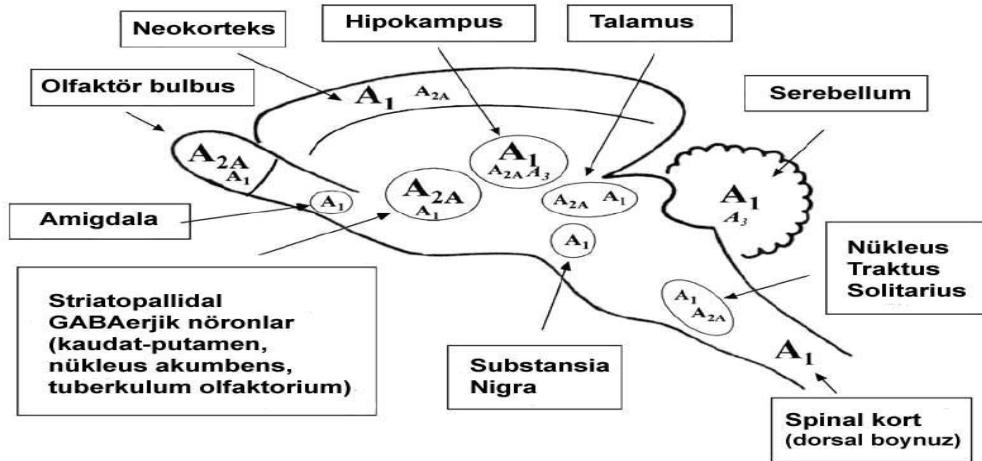 Neokorteks
Hipokampus
Talamus
Olfaktör bulbus
Serebellum
A1 A2A
A2A
A1
A1
A2A A3
A2A
A1
A2A A1
A1
A1
A3
A1
Amigdala
Nükleus
Traktus
Solitarius
Striatopallidal
GABAerjik nöronlar
(kaudat-putamen,
nükleus akumbens,
tuberkulum olfaktorium)
A1
A2A
Substansia
Nigra
A1
Spinal kort
(dorsal boynuz)